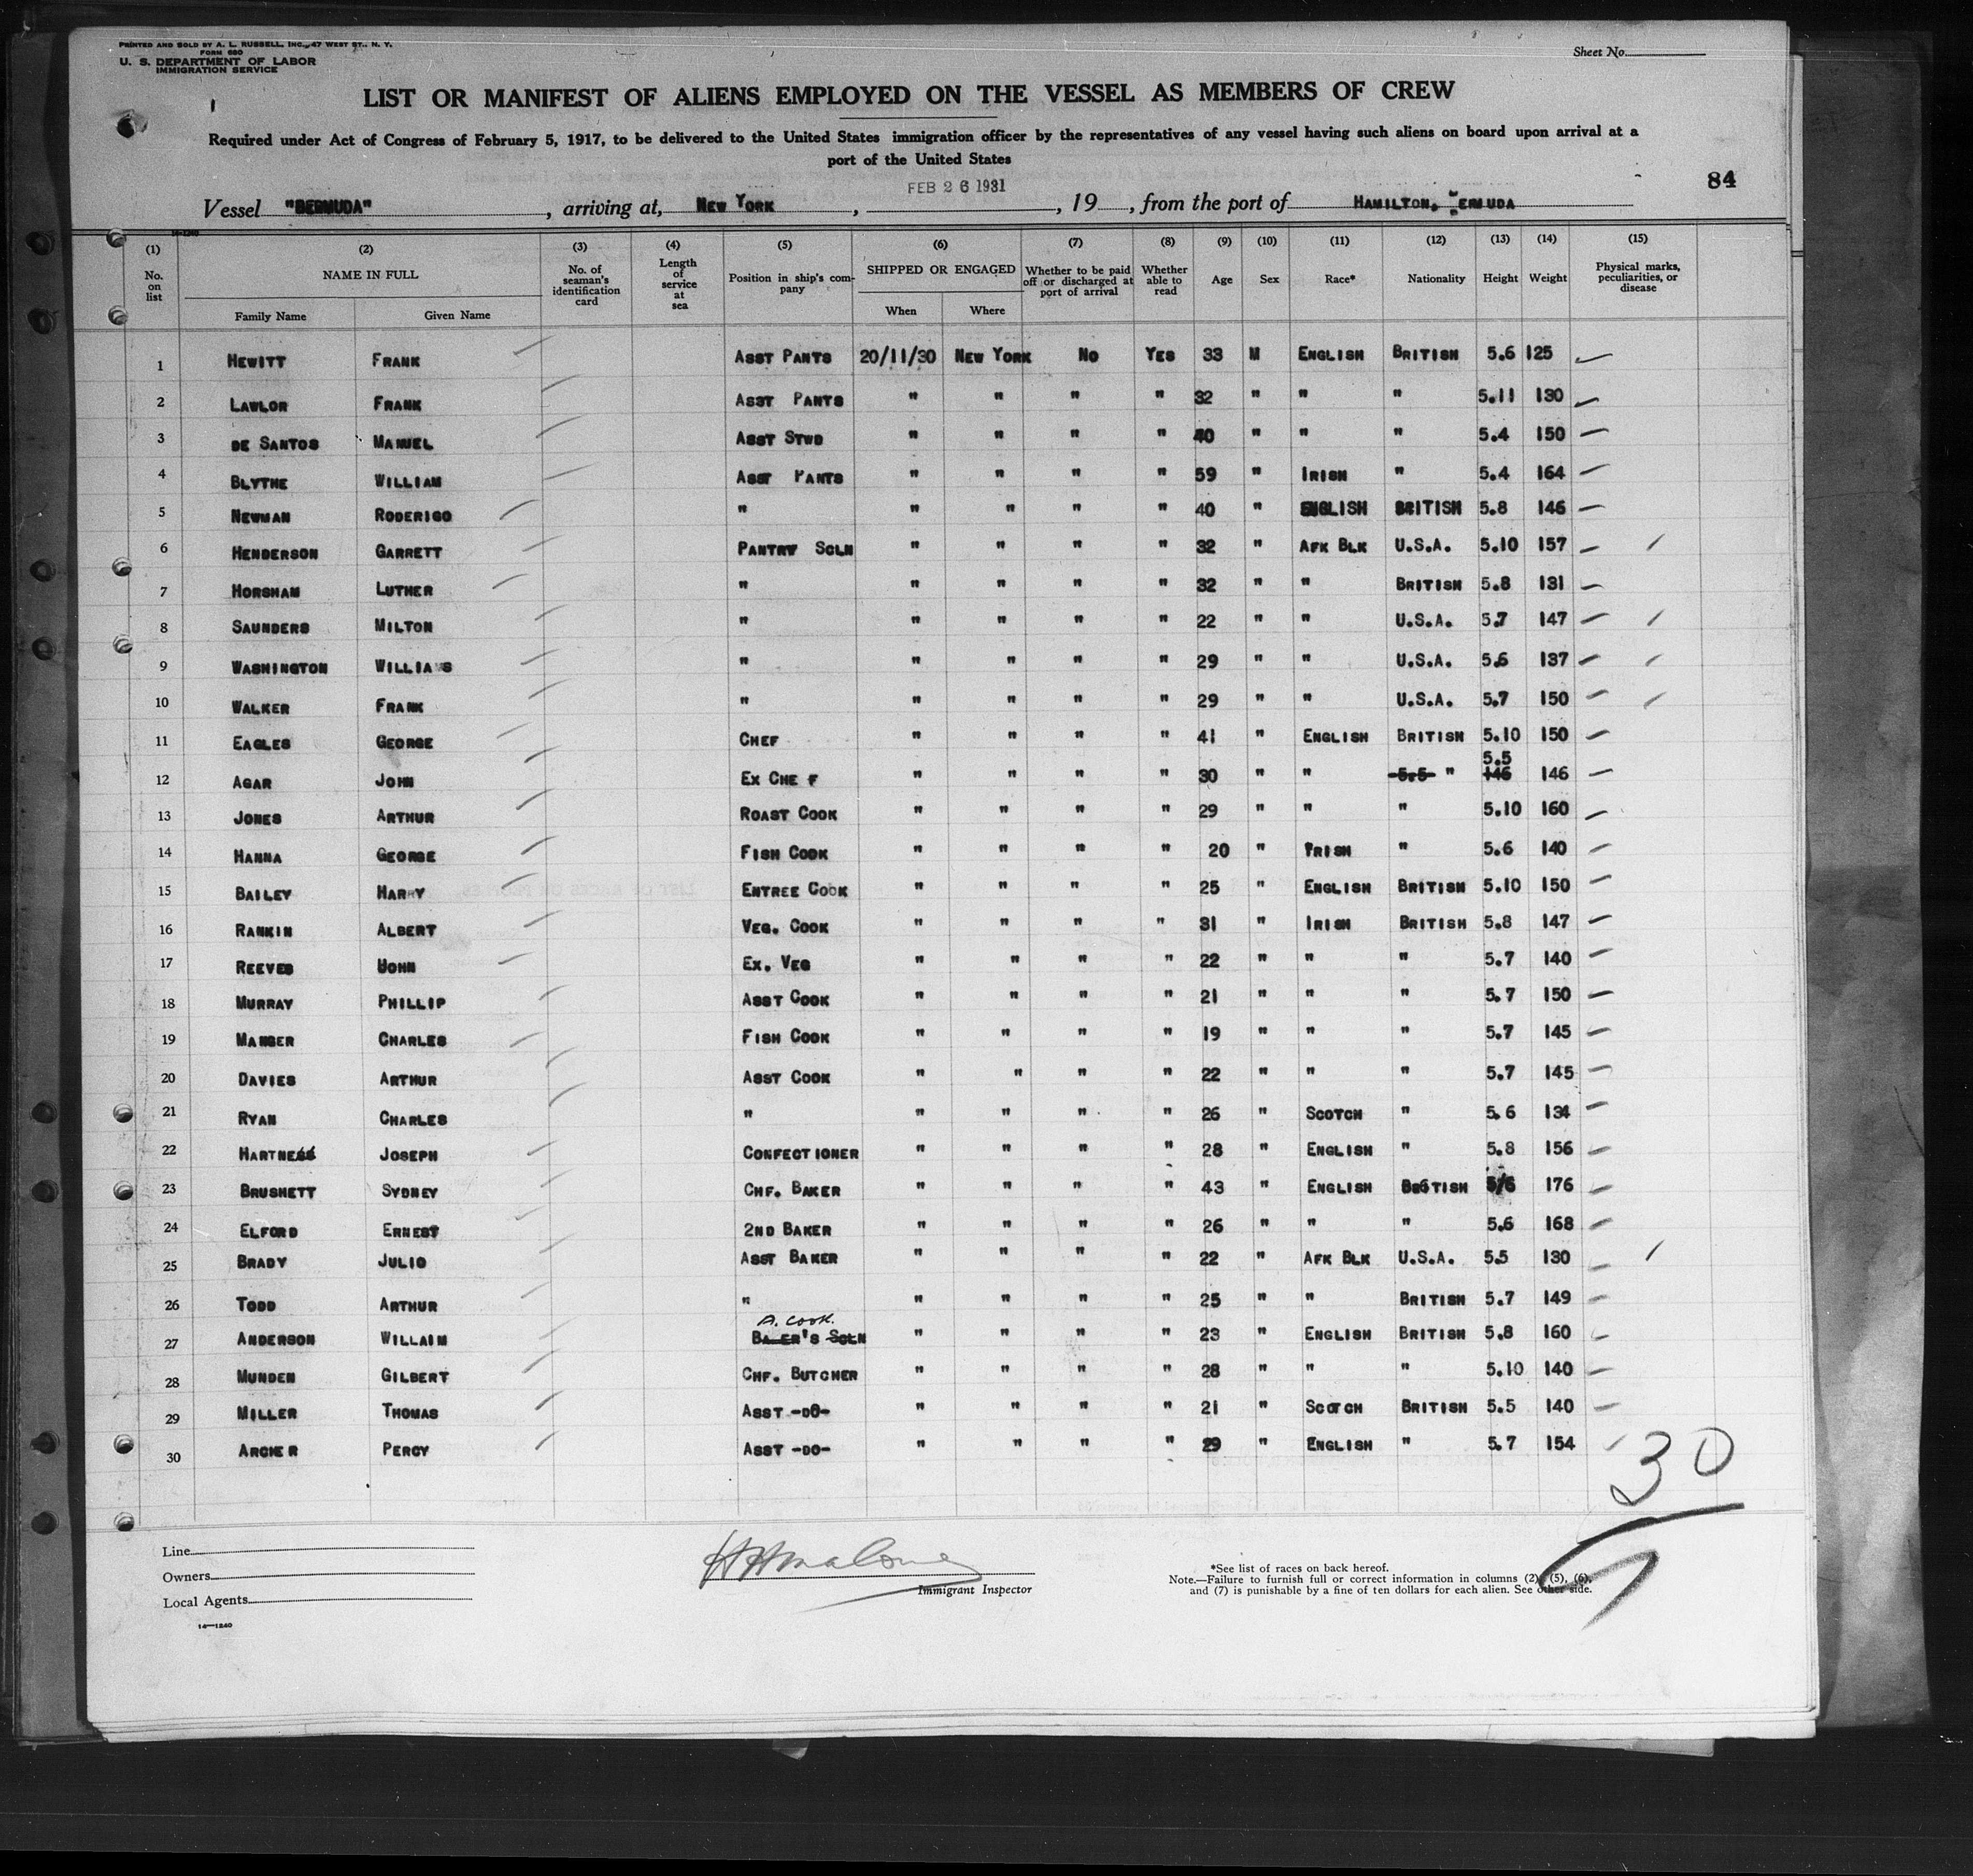 PRINTED AND SOLD BY A. L. RUSSELL, INC., 47 WEST ST., N. Y.
FORM 680
U. S. DEPARTMENT OF LABOR
IMMIGRATION SERVICE
Sheet No.
LIST OR MANIFEST OF ALIENS EMPLOYED ON THE VESSEL AS MEMBERS OF CREW
Required under Act of Congress of February 5, 1917, to be delivered to the United States immigration officer by the representatives of any vessel having such aliens on board upon arrival at a
port of the United States
FEB 26 1931
84
Vessel "BERMUDA", arriving at, NEW YORK, , 19 , from the port of HAMILTON, BERMUDA
14-1240
(1) (2) (3) (4) (5) (6) (7) (8) (9) (10) (11) (12) (13) (14) (15)
No. on list NAME IN FULL Family Name Given Name No. of seaman's identification card Length of service at sea Position in ship's company SHIPPED OR ENGAGED When Where Whether to be paid off or discharged at port of arrival Whether able to read Age Sex Race* Nationality Height Weight Physical marks, peculiarities, or disease
1 HEWITT FRANK ASST PANTS 20/11/30 NEW YORK NO YES 33 M ENGLISH BRITISH 5.6 125
2 LAWLOR FRANK ASST PANTS " " " " 32 " " " 5.11 130
3 DE SANTOS MANUEL ASST STWD " " " " 40 " " " 5.4 150
4 BLYTHE WILLIAM ASST PANTS " " " " 59 " IRISH " 5.4 164
5 NEWMAN RODERIGO " " " " " 40 " ENGLISH BRITISH 5.8 146
6 HENDERSON GARRETT PANTRY SCLN " " " " 32 " AFK BLK U.S.A. 5.10 157
7 HORSHAM LUTHER " " " " " 32 " " BRITISH 5.8 131
8 SAUNDERS MILTON " " " " " 22 " " U.S.A. 5.7 147
9 WASHINGTON WILLIAMS " " " " " 29 " " U.S.A. 5.6 137
10 WALKER FRANK " " " " " 29 " " U.S.A. 5.7 150
11 EAGLES GEORGE CHEF " " " " 41 " ENGLISH BRITISH 5.10 150
12 AGAR JOHN EX CHE F " " " " 30 " " 5.5 " 5.5 146 146
13 JONES ARTHUR ROAST COOK " " " " 29 " " " 5.10 160
14 HANNA GEORGE FISH COOK " " " " 20 " IRISH " 5.6 140
15 BAILEY HARRY ENTREE COOK " " " " 25 " ENGLISH BRITISH 5.10 150
16 RANKIN ALBERT VEG. COOK " " " " 31 " IRISH BRITISH 5.8 147
17 REEVES JOHN EX. VEG " " " " 22 " " " 5.7 140
18 MURRAY PHILLIP ASST COOK " " " " 21 " " " 5.7 150
19 MANGER CHARLES FISH COOK " " " " 19 " " " 5.7 145
20 DAVIES ARTHUR ASST COOK " " " " 22 " " " 5.7 145
21 RYAN CHARLES " " " " " 26 " SCOTCH " 5.6 134
22 HARTNESS JOSEPH CONFECTIONER " " " " 28 " ENGLISH " 5.8 156
23 BRUSHETT SYDNEY CHF. BAKER " " " " 43 " ENGLISH BRITISH 5/6 176
24 ELFORD ERNEST 2ND BAKER " " " " 26 " " " 5.6 168
25 BRADY JULIO ASST BAKER " " " " 22 " AFK BLK U.S.A. 5.5 130
26 TODD ARTHUR " " " " " 25 " " BRITISH 5.7 149
A. COOK.
27 ANDERSON WILLAIM BAKER'S SCLN " " " " 23 " ENGLISH BRITISH 5.8 160
28 MUNDEN GILBERT CHF. BUTCHER " " " " 28 " " " 5.10 140
29 MILLER THOMAS ASST -DO- " " " " 21 " SCOTCH BRITISH 5.5 140
30 ARCHER PERCY ASST -DO- " " " " 29 " ENGLISH " 5.7 154
30
Line
Owners
Local Agents
14-1240
HHMalone
Immigrant Inspector
*See list of races on back hereof.
Note.—Failure to furnish full or correct information in columns (2), (5), (6),
and (7) is punishable by a fine of ten dollars for each alien. See other side.